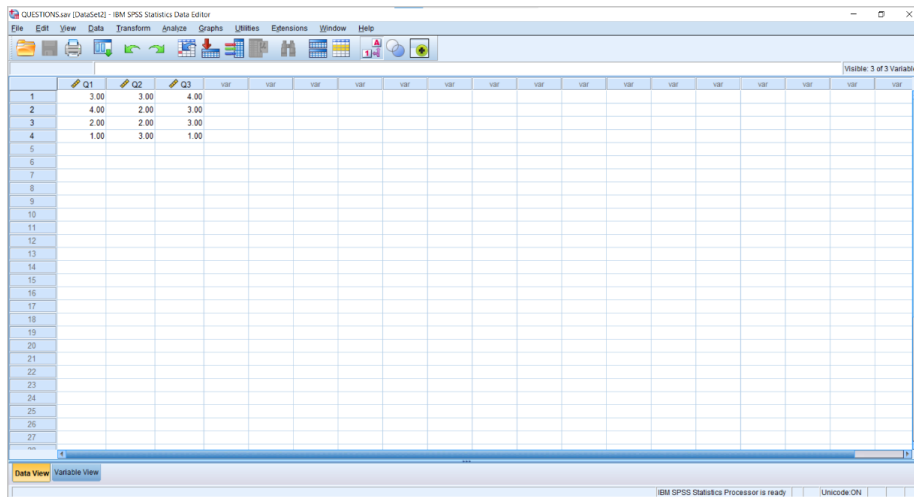 QUESTIONS.sav [DataSet2] - IBM SPSS Statistics Data Editor
File Edit View Data Transform Analyze Graphs Utilities Extensions Window Help
Visible: 3 of 3 Variable
Q1 Q2 Q3 var var var var var var var var var var var var var var var
1 3.00 3.00 4.00
2 4.00 2.00 3.00
3 2.00 2.00 3.00
4 1.00 3.00 1.00
5
6
7
8
9
10
11
12
13
14
15
16
17
18
19
20
21
22
23
24
25
26
27
Data View Variable View
IBM SPSS Statistics Processor is ready Unicode:ON